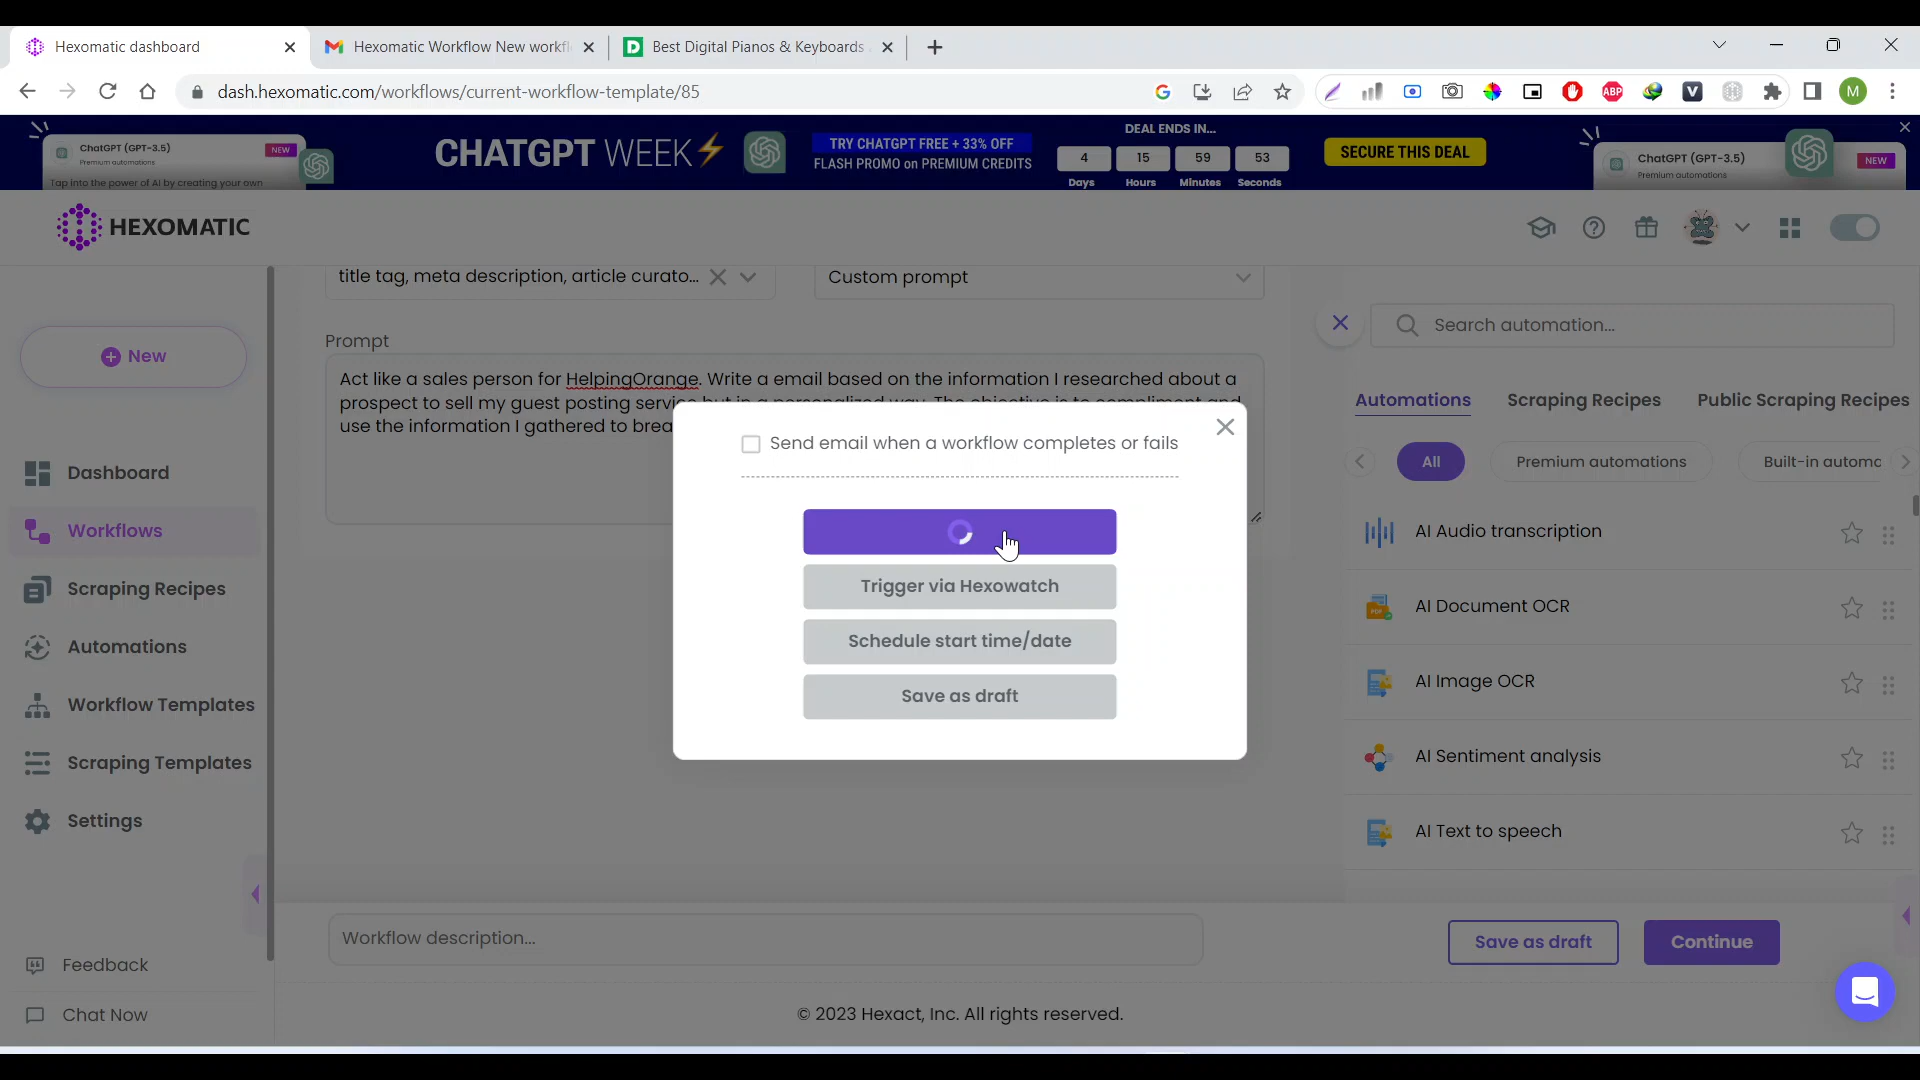 Hexomatic dashboard
Hexomatic Workflow New workfl
Best Digital Pianos & Keyboards
dash.hexomatic.com/workflows/current-workflow-template/85
M
ABP
ChatGPT (GPT-3.5)
Premium automations
NEW
Tap into the power of AI by creating your own
CHATGPT WEEK
TRY CHATGPT FREE + 33% OFF
FLASH PROMO on PREMIUM CREDITS
DEAL ENDS IN...
4 15 59 53
Days Hours Minutes Seconds
SECURE THIS DEAL
ChatGPT (GPT-3.5)
Premium automations
NEW
HEXOMATIC
New
Dashboard
Workflows
Scraping Recipes
Automations
Workflow Templates
Scraping Templates
Settings
Feedback
Chat Now
title tag, meta description, article curato...
Custom prompt
Prompt
Act like a sales person for HelpingOrange. Write a email based on the information I researched about a
prospect to sell my guest posting service but in a personalized way. The objective is to compliment and
use the information I gathered to brea
Send email when a workflow completes or fails
Trigger via Hexowatch
Schedule start time/date
Save as draft
Search automation...
Automations
Scraping Recipes
Public Scraping Recipes
All
Premium automations
Built-in automa
AI Audio transcription
AI Document OCR
AI Image OCR
AI Sentiment analysis
AI Text to speech
Workflow description...
Save as draft
Continue
© 2023 Hexact, Inc. All rights reserved.